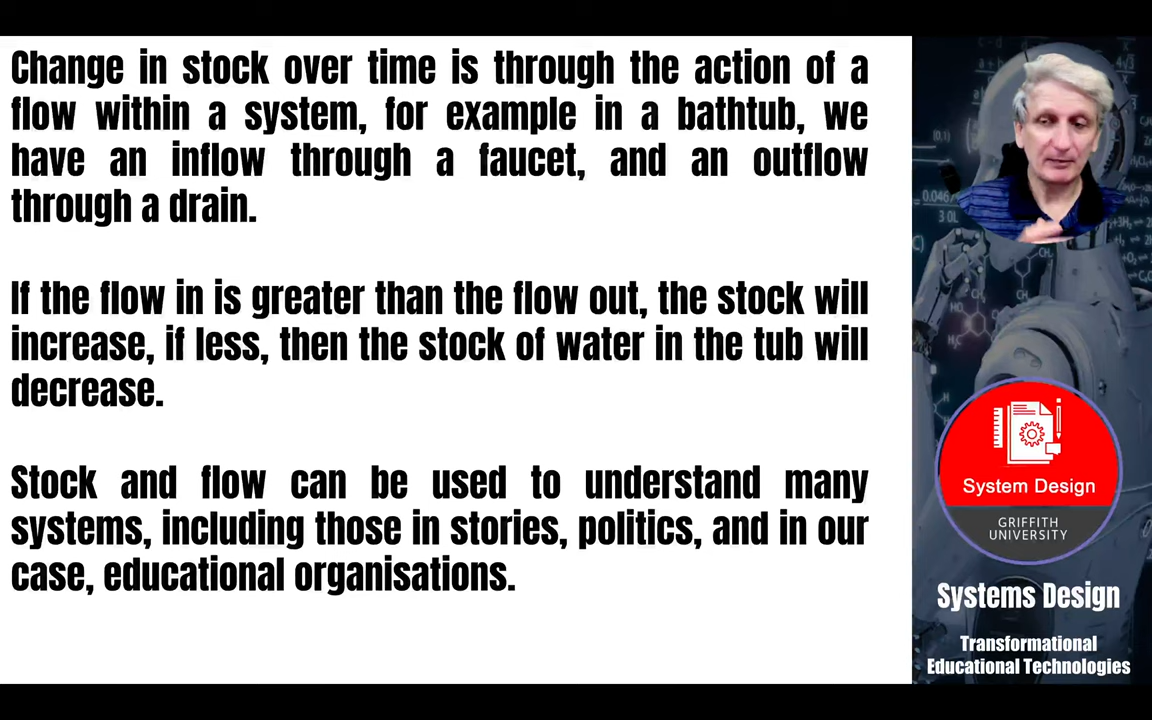 Change in stock over time is through the action of a
flow within a system, for example in a bathtub, we
have an inflow through a faucet, and an outflow
through a drain.
If the flow in is greater than the flow out, the stock will
increase, if less, then the stock of water in the tub will
decrease.
Stock and flow can be used to understand many
systems, including those in stories, politics, and in our
case, educational organisations.
System Design
GRIFFITH
UNIVERSITY
Systems Design
Transformational
Educational Technologies